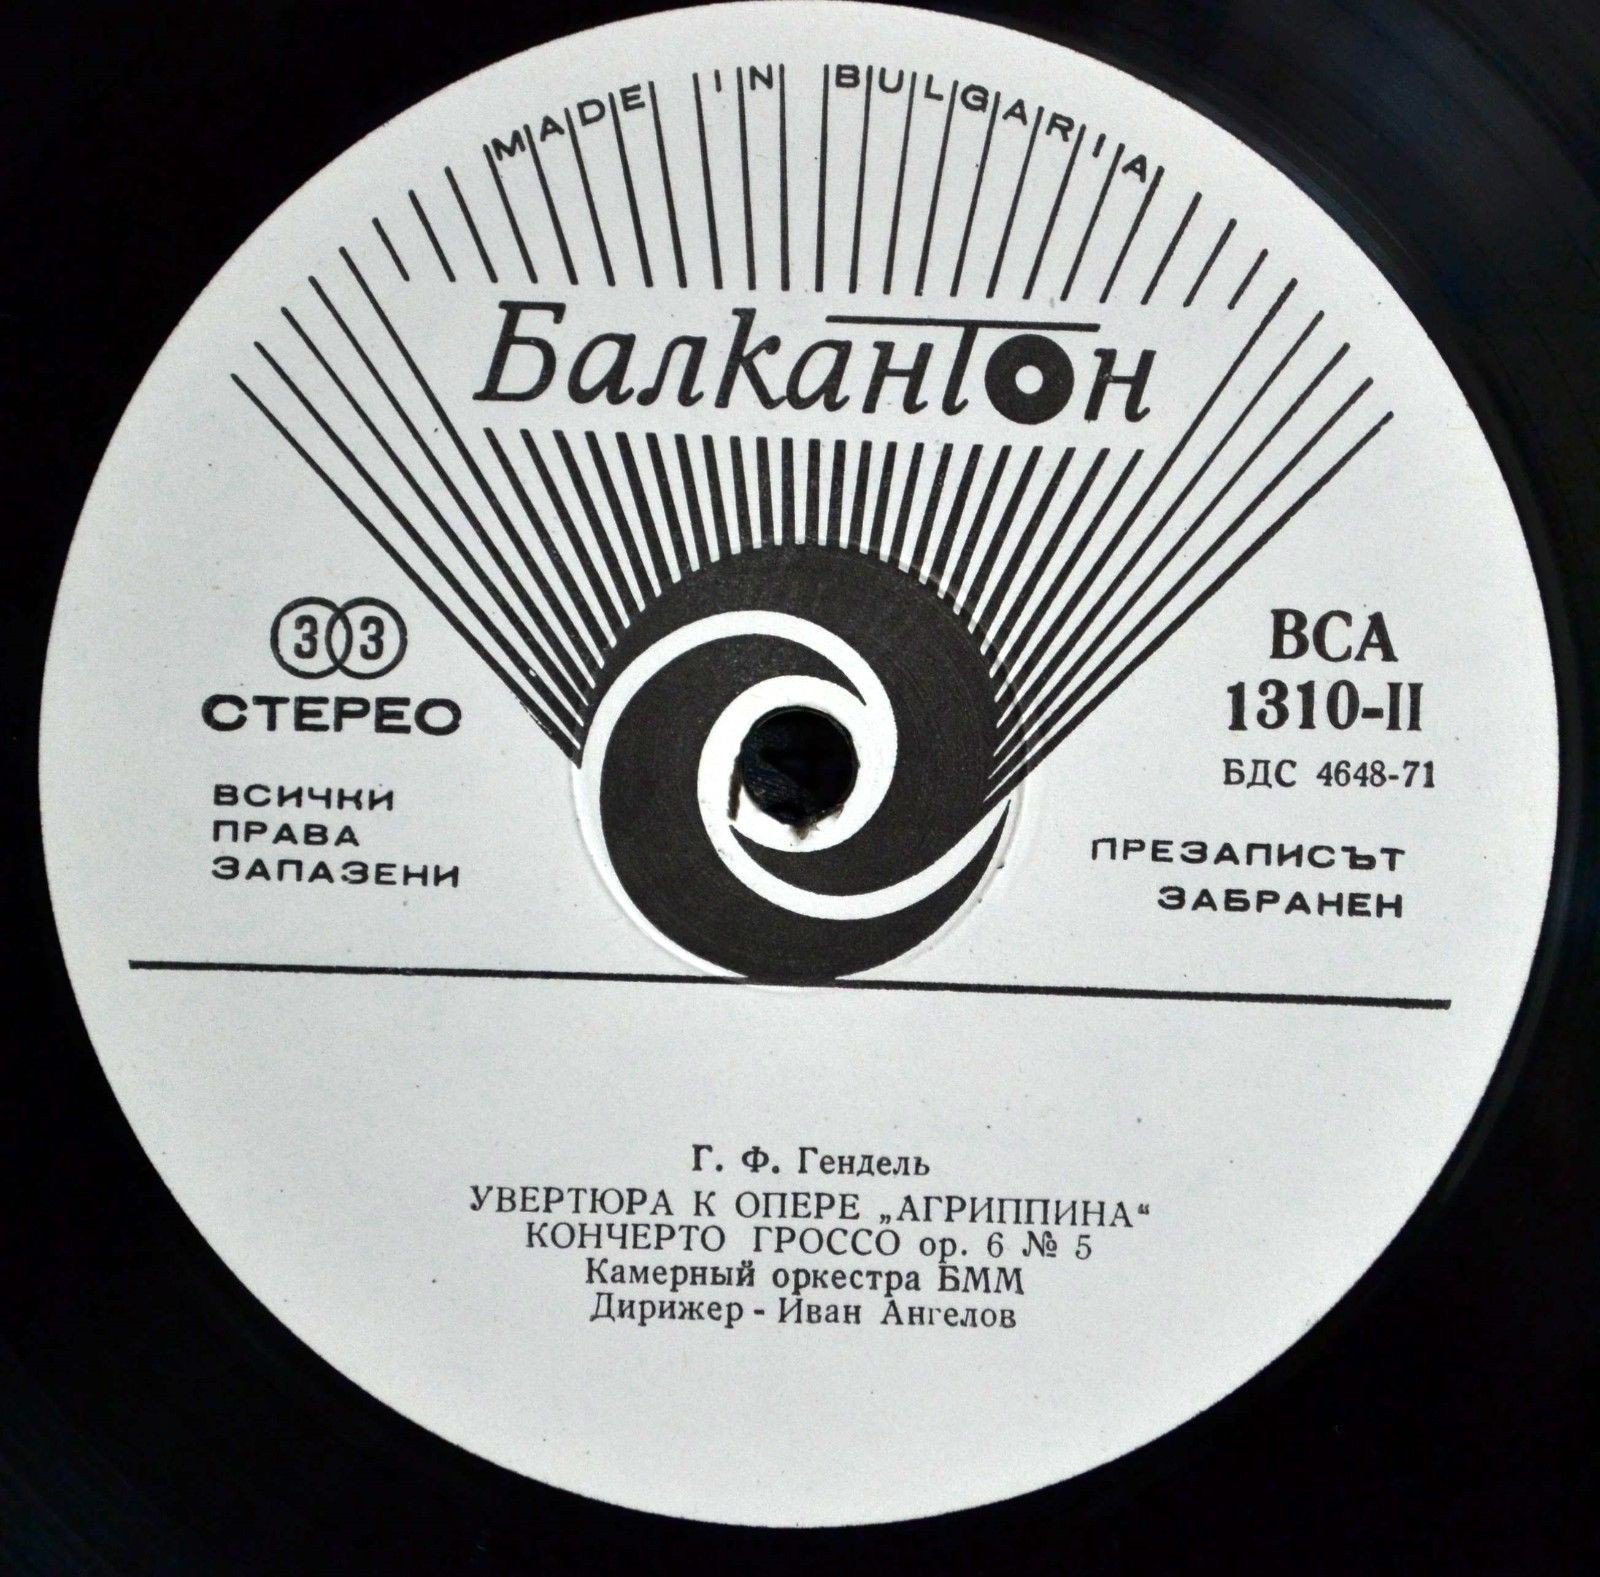 MADE IN BULGARIA
Балкантон
33
СТЕРЕО
ВСИЧКИ
ПРАВА
ЗАПАЗЕНИ
ВСА
1310-II
БДС 4648-71
ПРЕЗАПИСЪТ
ЗАБРАНЕН
Г. Ф. Гендель
УВЕРТЮРА К ОПЕРЕ „АГРИППИНА“
КОНЧЕРТО ГРОССО ор. 6 № 5
Камерный оркестра БММ
Дирижер - Иван Ангелов